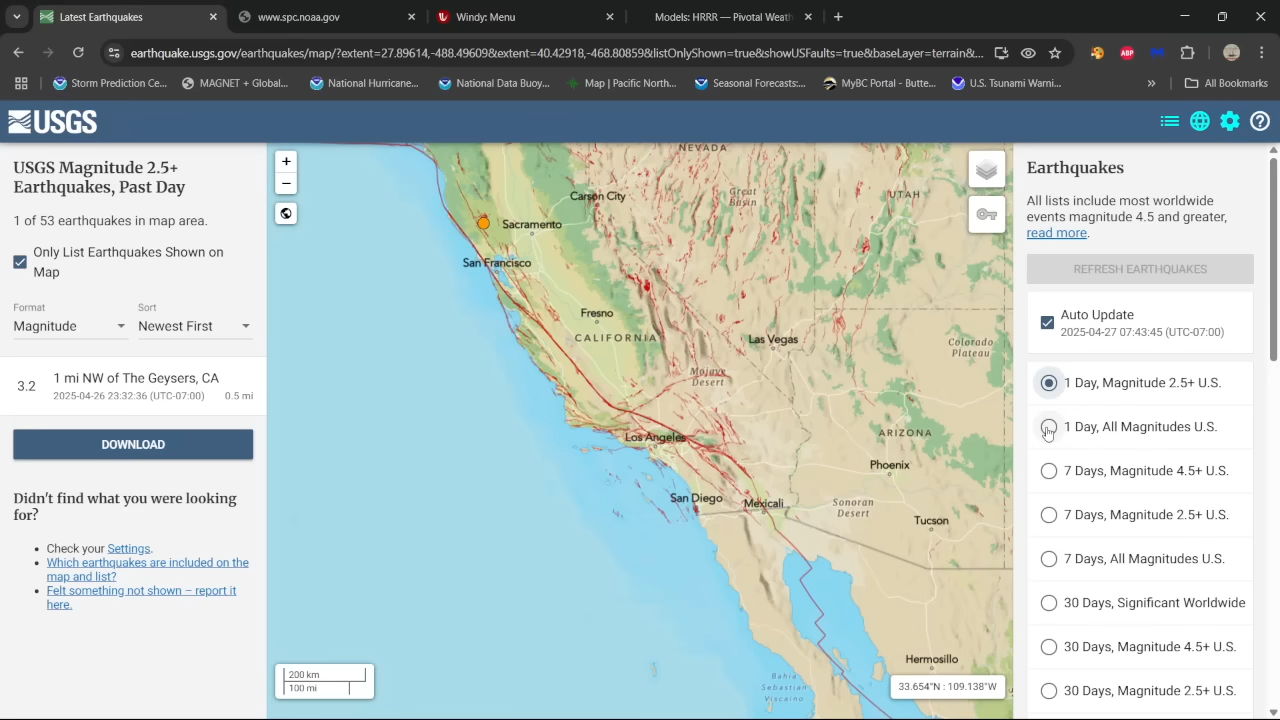 Latest Earthquakes
www.spc.noaa.gov
Windy: Menu
Models: HRRR — Pivotal Weath
earthquake.usgs.gov/earthquakes/map/?extent=27.89614,-488.49609&extent=40.42918,-468.80859&listOnlyShown=true&showUSFaults=true&baseLayer=terrain&...
Storm Prediction Ce...
MAGNET + Global...
National Hurricane...
National Data Buoy...
Map | Pacific North...
Seasonal Forecasts:...
MyBC Portal - Butte...
U.S. Tsunami Warni...
All Bookmarks
USGS
USGS Magnitude 2.5+
Earthquakes, Past Day
1 of 53 earthquakes in map area.
Only List Earthquakes Shown on
Map
Format
Sort
Magnitude
Newest First
3.2
1 mi NW of The Geysers, CA
2025-04-26 23:32:36 (UTC-07:00)
0.5 mi
DOWNLOAD
Didn't find what you were looking
for?
Check your Settings.
Which earthquakes are included on the
map and list?
Felt something not shown – report it
here.
NEVADA
Great
Basin
UTAH
Carson City
Sacramento
San Francisco
Fresno
CALIFORNIA
Las Vegas
Colorado
Plateau
Mojave
Desert
Los Angeles
ARIZONA
Phoenix
San Diego
Mexicali
Sonoran
Desert
Tucson
Hermosillo
Bahía
Sebastián
Vizcaíno
200 km
100 mi
33.654°N : 109.138°W
Earthquakes
All lists include most worldwide
events magnitude 4.5 and greater,
read more.
REFRESH EARTHQUAKES
Auto Update
2025-04-27 07:43:45 (UTC-07:00)
1 Day, Magnitude 2.5+ U.S.
1 Day, All Magnitudes U.S.
7 Days, Magnitude 4.5+ U.S.
7 Days, Magnitude 2.5+ U.S.
7 Days, All Magnitudes U.S.
30 Days, Significant Worldwide
30 Days, Magnitude 4.5+ U.S.
30 Days, Magnitude 2.5+ U.S.